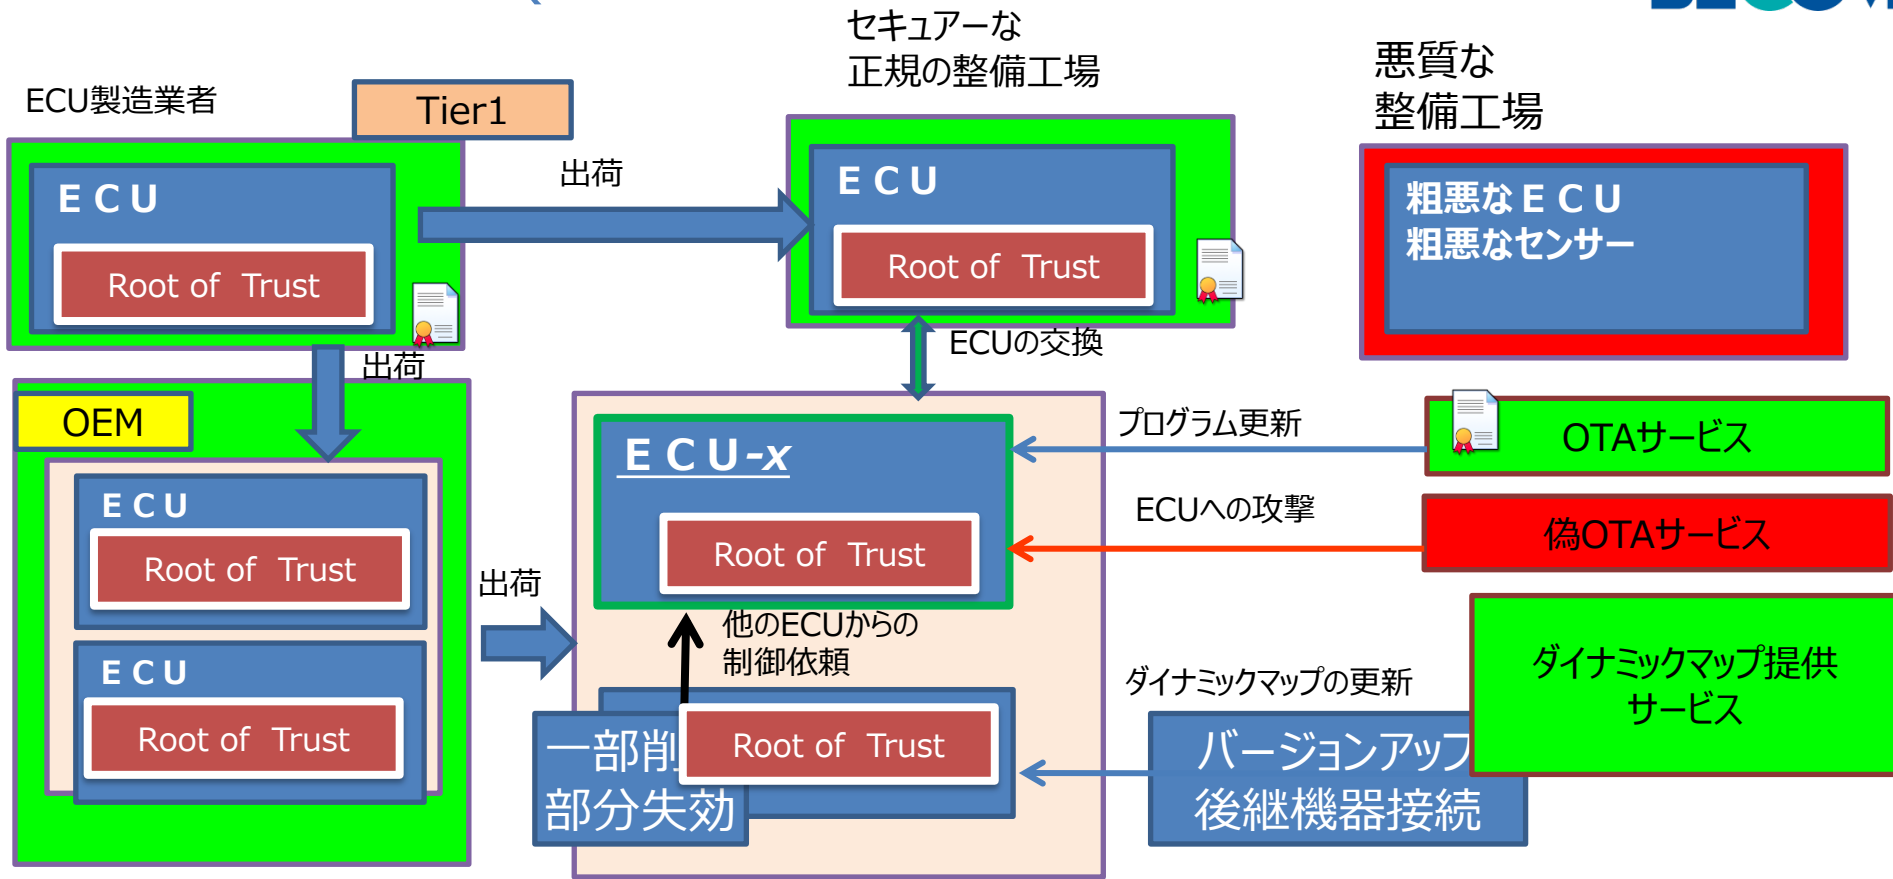 セキュアーな
正規の整備工場
悪質な
整備工場
ECU製造業者
Tier1
出荷
ＥＣＵ
Root of Trust
ＥＣＵ
Root of Trust
粗悪なＥＣＵ
粗悪なセンサー
出荷
ECUの交換
OEM
ＥＣＵ
Root of Trust
ＥＣＵ
Root of Trust
出荷
ＥＣＵ-x
Root of Trust
プログラム更新
OTAサービス
ECUへの攻撃
偽OTAサービス
他のECUからの
制御依頼
ダイナミックマップの更新
ダイナミックマップ提供
サービス
一部削
部分失効
Root of Trust
バージョンアップ
後継機器接続